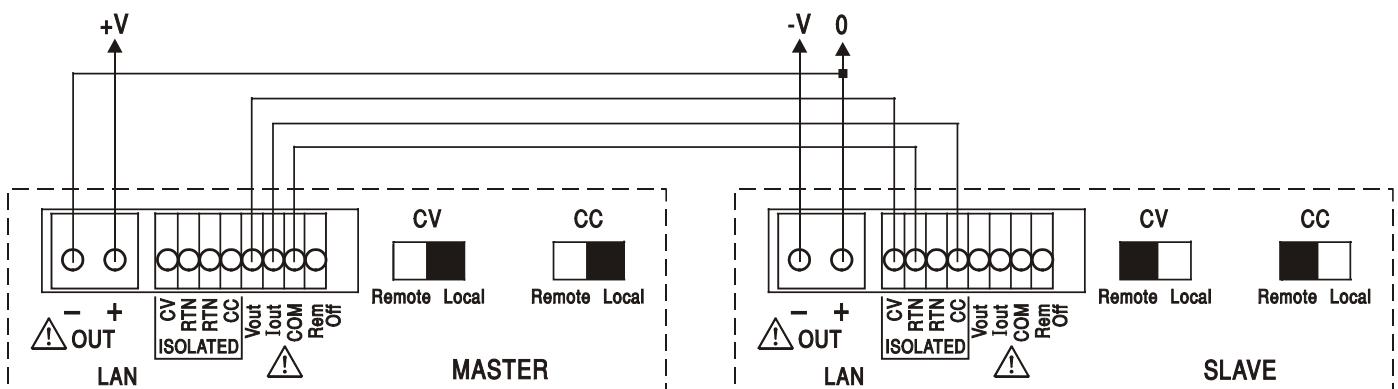 +V
-V 0
CV CC
Remote Local Remote Local
- +
OUT
CV RTN RTN CC Vout Iout COM Rem Off
ISOLATED
LAN
MASTER
CV CC
Remote Local Remote Local
- +
OUT
CV RTN RTN CC Vout Iout COM Rem Off
ISOLATED
LAN
SLAVE